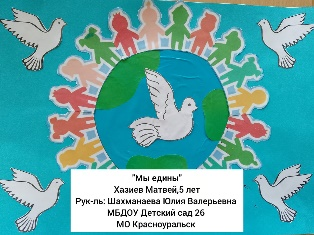 "Мы едины"
Хазиев Матвей,5 лет
Рук-ль: Шахманаева Юлия Валерьевна
МБДОУ Детский сад 26
МО Красноуральск